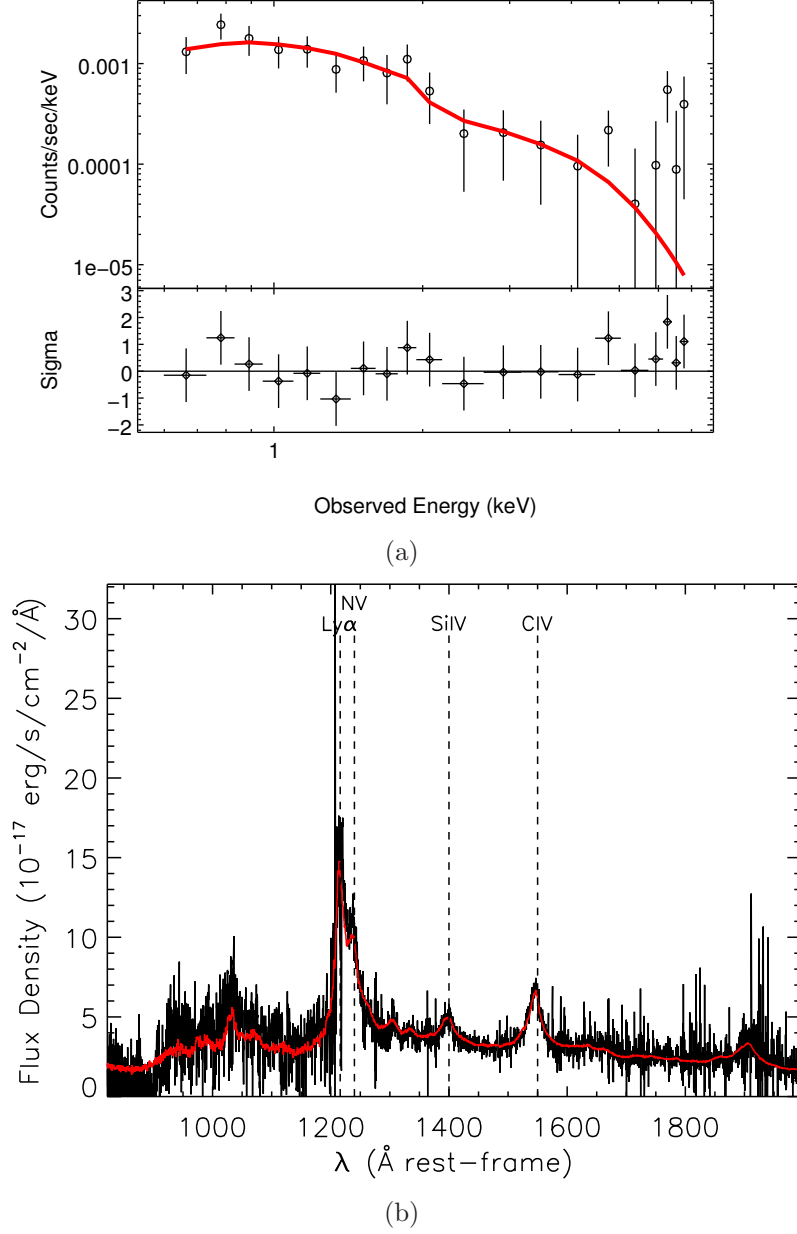 0.001
0.0001
1e-05
Counts/sec/keV
3
2
1
0
-1
-2
Sigma
1
Observed Energy (keV)
(a)
30
25
20
15
10
5
0
Flux Density (10⁻¹⁷ erg/s/cm⁻²/Å)
NV
Lyα
SiIV
CIV
1000 1200 1400 1600 1800
λ (Å rest−frame)
(b)